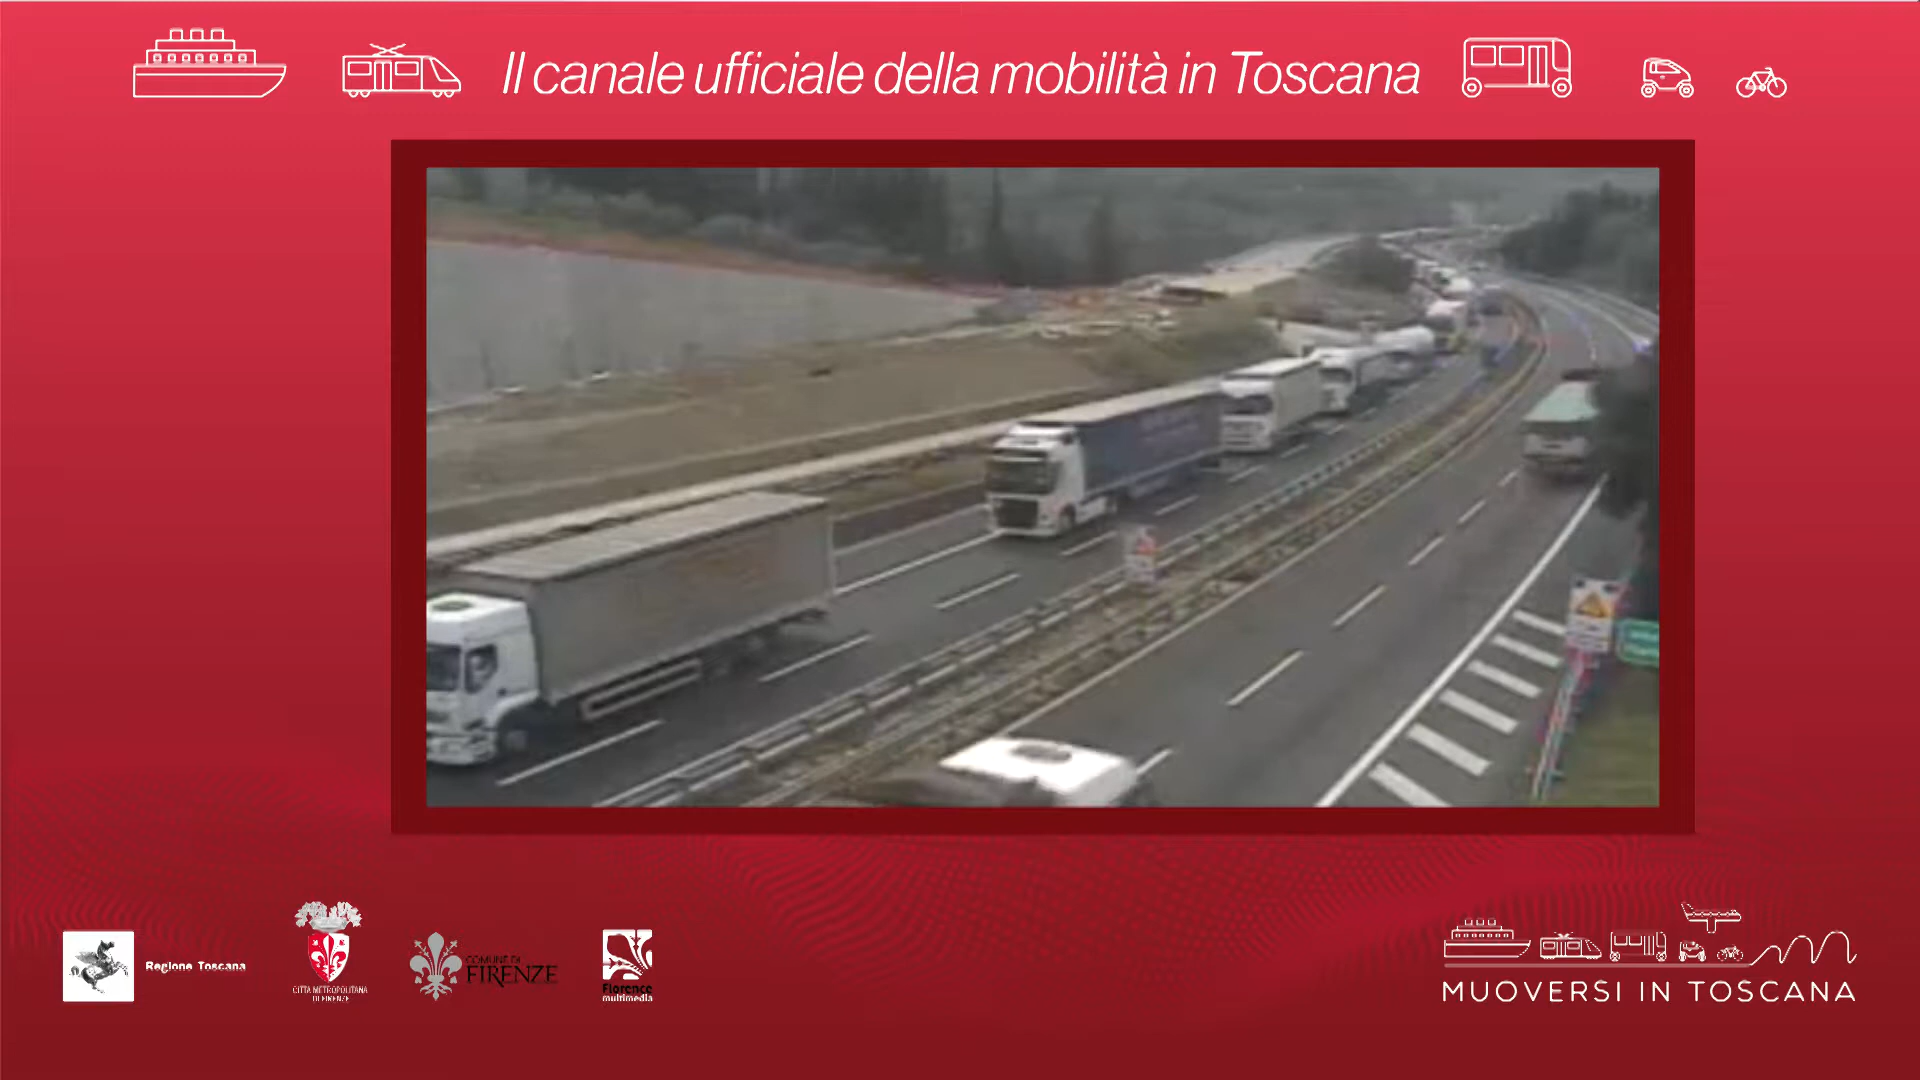 Il canale ufficiale della mobilità in Toscana
Regione Toscana
CITTÀ METROPOLITANA
DI FIRENZE
COMUNE DI
FIRENZE
Florence
multimedia
MUOVERSI IN TOSCANA